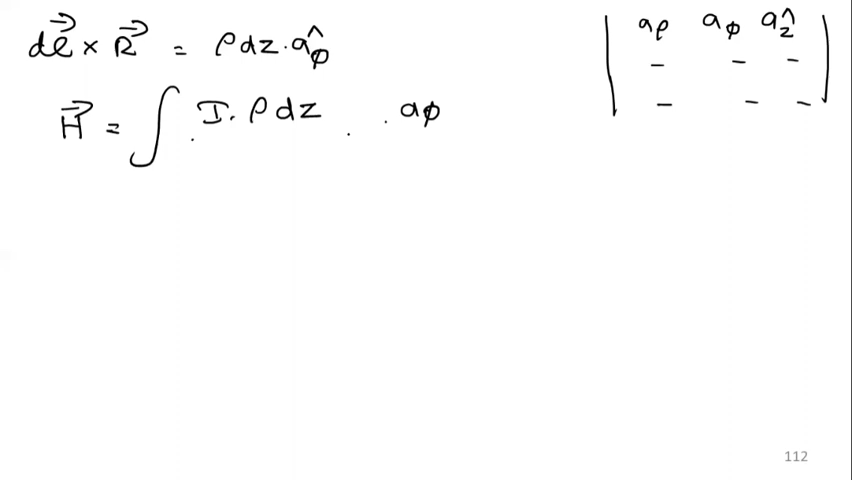 dl⃗ × R⃗ = ρdz·âϕ
| aρ aϕ âz |
| – – – |
| – – – |
H⃗ = ∫ I·ρdz · aϕ
112